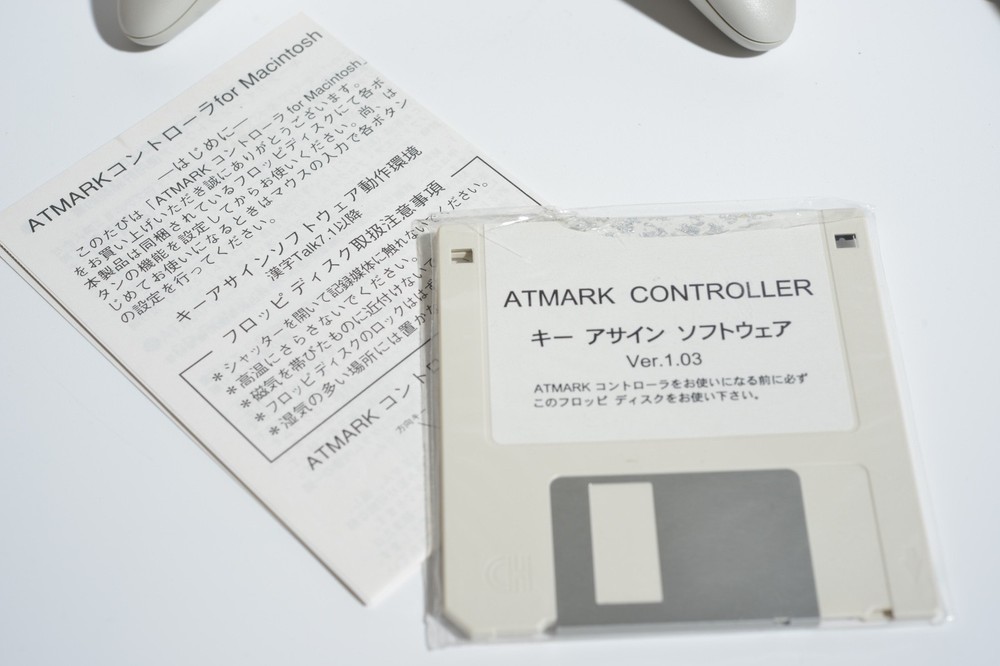 ATMARKコントローラfor Macintosh
―はじめに―
このたびは「ATMARK コントローラ for Macintosh」
をお買い上げいただき誠にありがとうございます。
本製品は同梱されているフロッピディスクにて各ボ
タンの機能を設定してからお使いください。尚、は
じめてお使いになるときはマウスの入力で各ボタン
の設定を行ってください。
キーアサインソフトウェア動作環境
漢字Talk7.1以降
フロッピディスク取扱注意事項
*シャッターを開いて記録媒体に触れない
ください。
*高温にさらさないでください。
*磁気を帯びたものに近付けないで
*フロッピディスクのロックははず
*湿気の多い場所には置かな
ATMARK コントロ
方向キー
ATMARK CONTROLLER
キー アサイン ソフトウェア
Ver.1.03
ATMARK コントローラをお使いになる前に必ず
このフロッピ ディスクをお使い下さい。